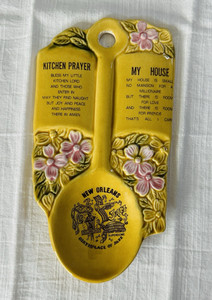 KITCHEN PRAYER
BLESS MY LITTLE
KITCHEN LORD
AND THOSE WHO
ENTER IN
MAY THEY FIND NAUGHT
BUT JOY AND PEACE
AND HAPPINESS
THERE IN
MY HOUSE
MY HOUSE IS SMALL
NO MANSION FOR A
MILLIONAIRE
BUT THERE IS ROOM
FOR LOVE
AND THERE IS ROOM
FOR FRIENDS
THAT'S ALL I CARE
NEW ORLEANS
BIRTHPLACE OF JAZZ